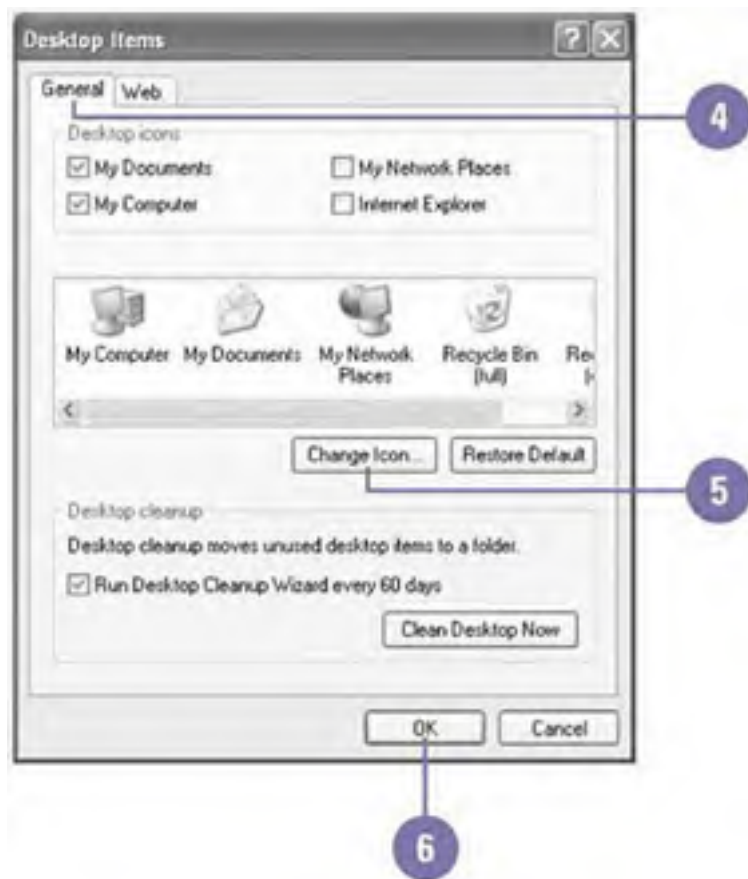 Desktop Items
General Web
4
Desktop icons
My Documents My Network Places
My Computer Internet Explorer
My Computer My Documents My Network Places Recycle Bin (full)
Change Icon... Restore Default
5
Desktop cleanup
Desktop cleanup moves unused desktop items to a folder.
Run Desktop Cleanup Wizard every 60 days
Clean Desktop Now
OK Cancel
6